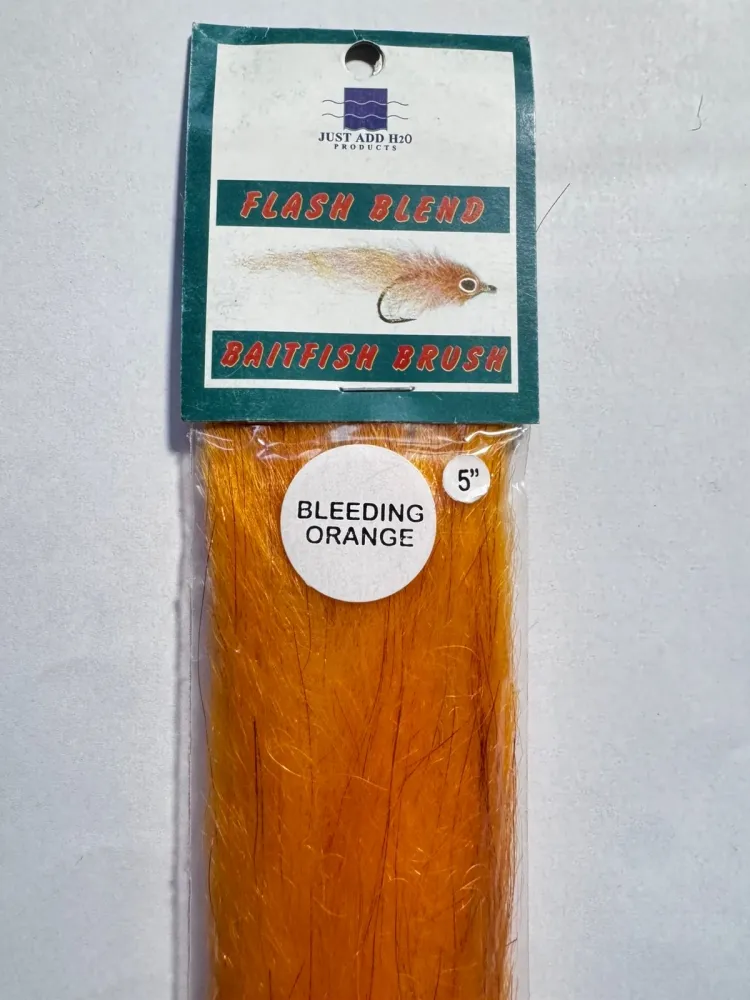 JUST ADD H2O
PRODUCTS
FLASH BLEND
BAITFISH BRUSH
5”
BLEEDING
ORANGE